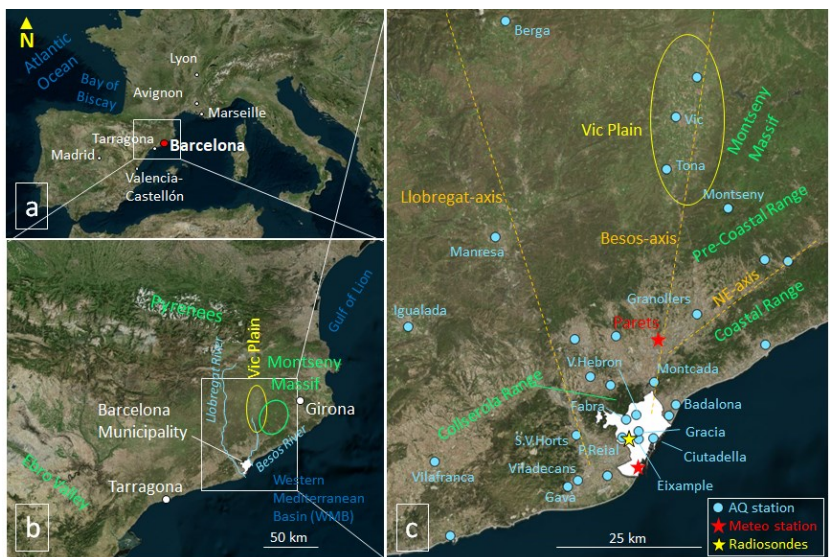 N
Atlantic
Ocean
Bay of
Biscay
Lyon
Avignon
Marseille
Tarragona
Barcelona
Madrid
Valencia-
Castellón
a
Pyrenees
Gulf of Lion
Llobregat River
Vic Plain
Montseny
Massif
Barcelona
Municipality
Girona
Besos River
Ebro Valley
Tarragona
Western
Mediterranean
Basin (WMB)
50 km
b
Berga
Vic Plain
Vic
Tona
Montseny
Massif
Montseny
Llobregat-axis
Besos-axis
Pre-Coastal Range
Manresa
NE-axis
Granollers
Coastal Range
Igualada
Parets
V.Hebron
Montcada
Collserola Range
Fabra
Badalona
Gracia
S.V.Horts
P.Reial
Ciutadella
Viladecans
Eixample
Vilafranca
Gavà
25 km
AQ station
Meteo station
Radiosondes
c